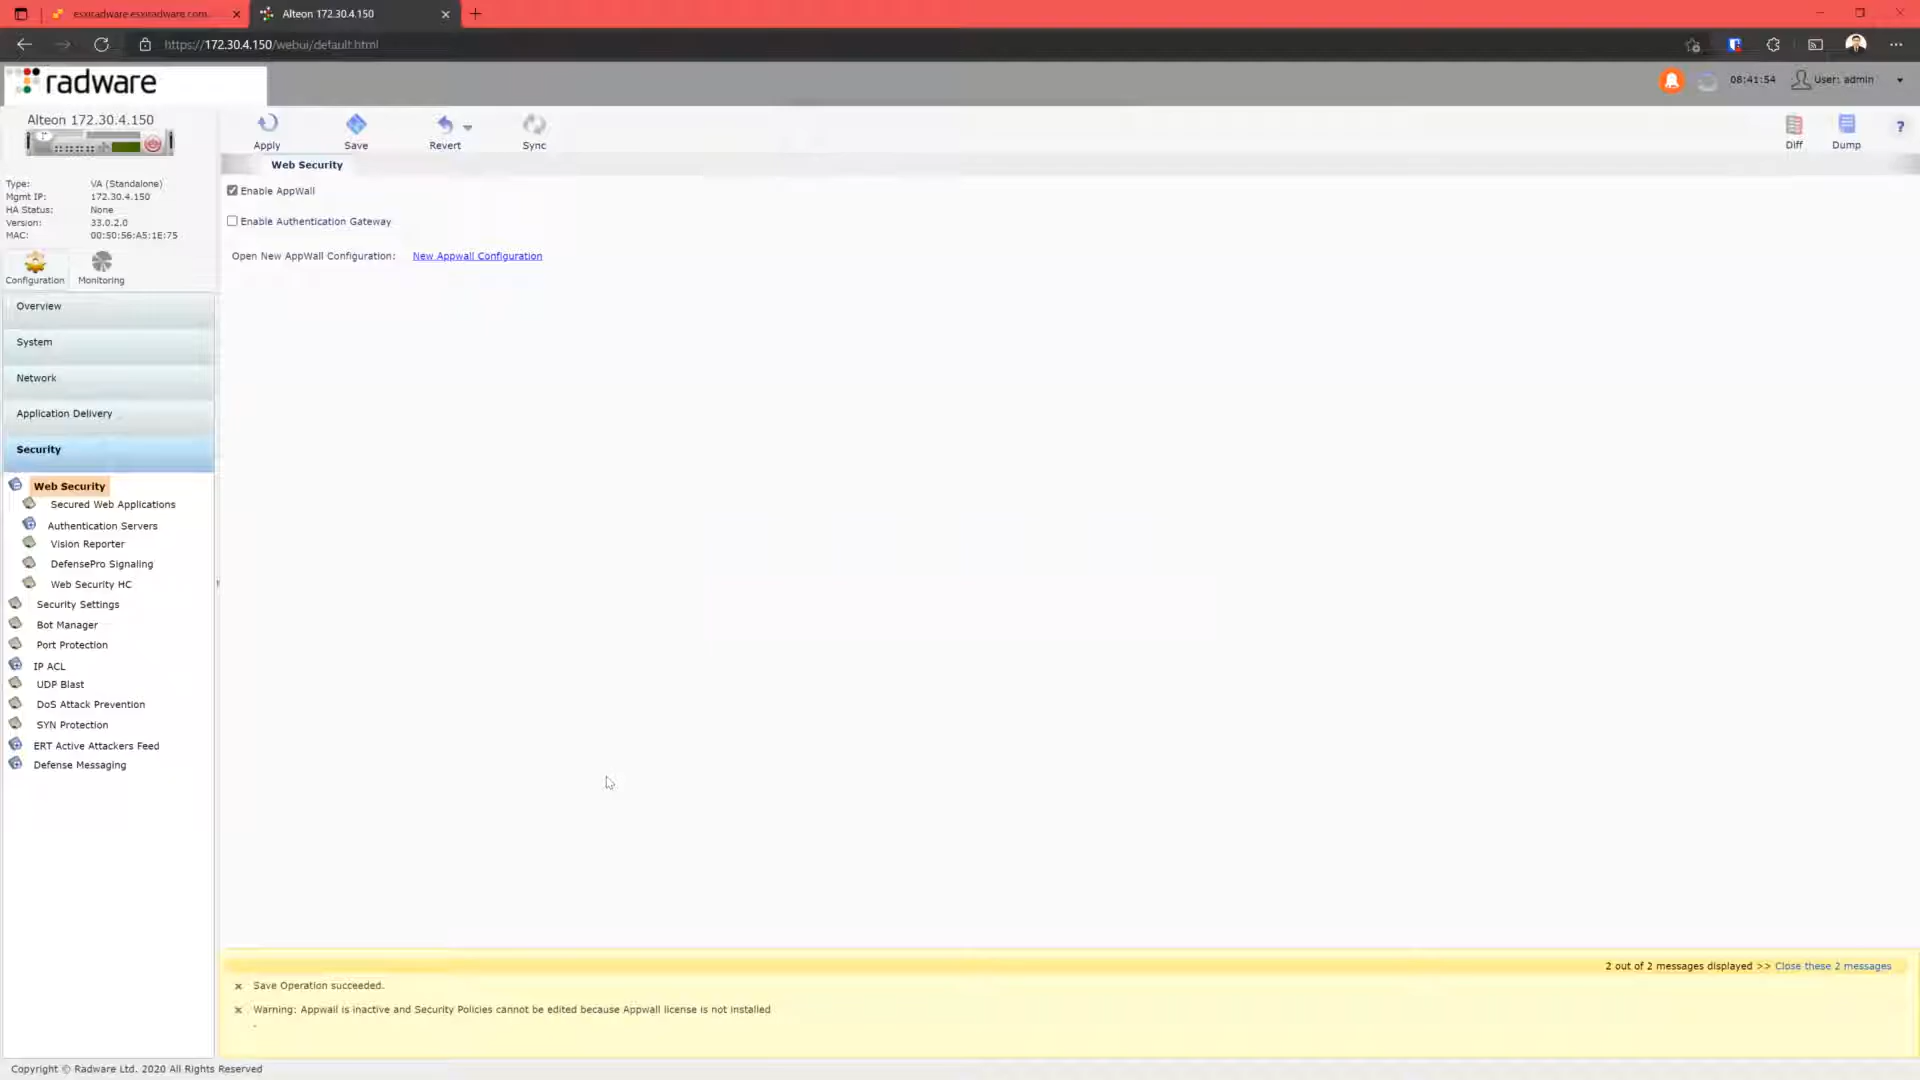 esxiradware.esxiradware.com
Alteon 172.30.4.150
https://172.30.4.150/webui/default.html
radware
08:41:54
User: admin
Alteon 172.30.4.150
Apply
Save
Revert
Sync
Diff
Dump
?
Web Security
Type: VA (Standalone)
Mgmt IP: 172.30.4.150
HA Status: None
Version: 33.0.2.0
MAC: 00:50:56:A5:1E:75
Configuration
Monitoring
Enable AppWall
Enable Authentication Gateway
Open New AppWall Configuration: New Appwall Configuration
Overview
System
Network
Application Delivery
Security
Web Security
Secured Web Applications
Authentication Servers
Vision Reporter
DefensePro Signaling
Web Security HC
Security Settings
Bot Manager
Port Protection
IP ACL
UDP Blast
DoS Attack Prevention
SYN Protection
ERT Active Attackers Feed
Defense Messaging
2 out of 2 messages displayed >> Close these 2 messages
Save Operation succeeded.
Warning: Appwall is inactive and Security Policies cannot be edited because Appwall license is not installed
-
Copyright © Radware Ltd. 2020 All Rights Reserved